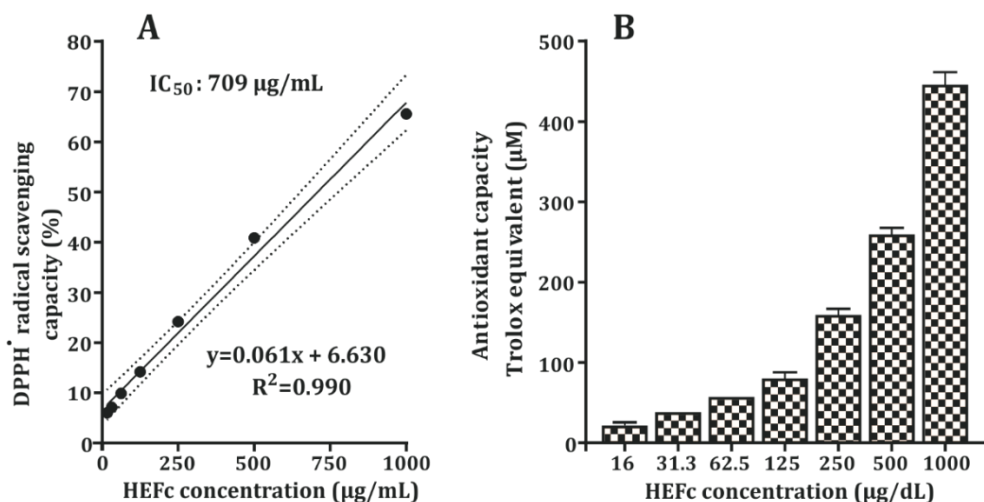 A
80
70
60
50
40
30
20
10
0
DPPH• radical scavenging
capacity (%)
IC₅₀: 709 µg/mL
y=0.061x + 6.630
R²=0.990
0 250 500 750 1000
HEFc concentration (µg/mL)
B
500
400
300
200
100
0
Antioxidant capacity
Trolox equivalent (µM)
16 31.3 62.5 125 250 500 1000
HEFc concentration (µg/dL)